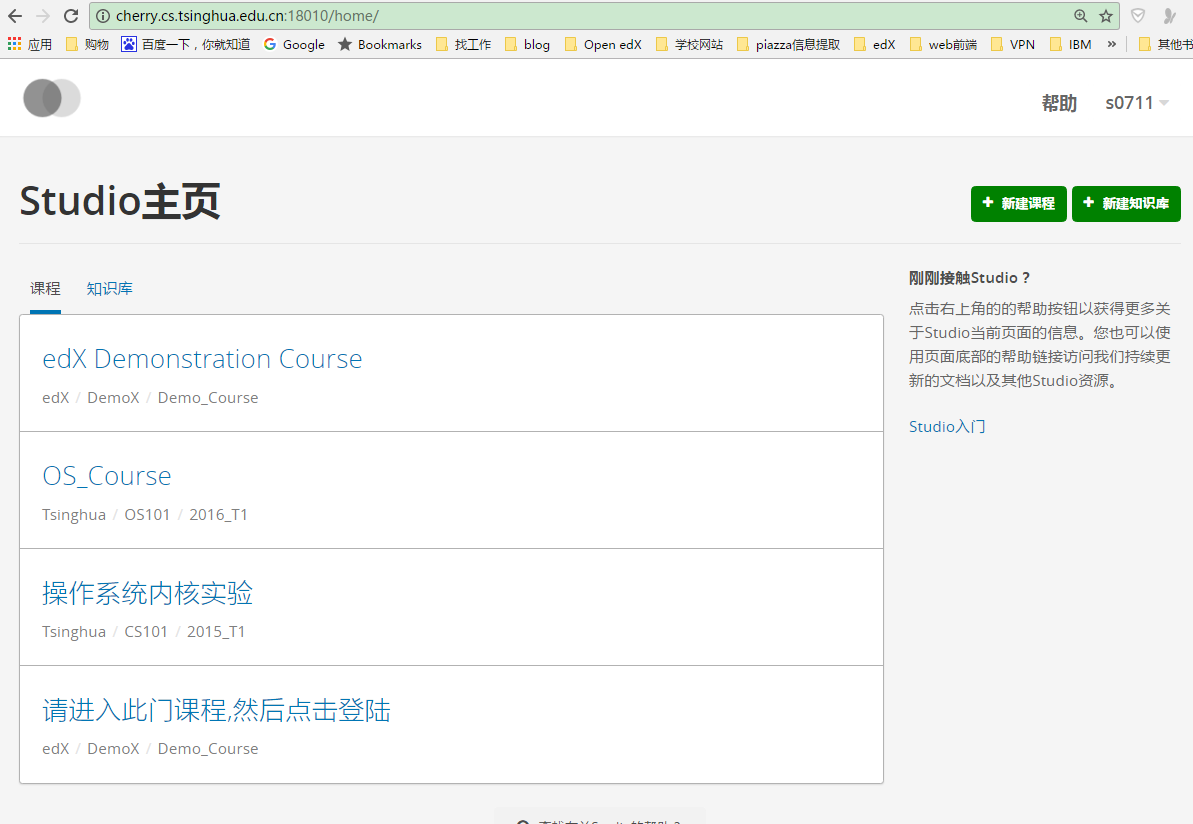 cherry.cs.tsinghua.edu.cn:18010/home/
应用 购物 百度一下，你就知道 Google Bookmarks 找工作 blog Open edX 学校网站 piazza信息提取 edX web前端 VPN IBM » 其他书
帮助 s0711
Studio主页
+ 新建课程 + 新建知识库
课程 知识库
edX Demonstration Course
edX / DemoX / Demo_Course
OS_Course
Tsinghua / OS101 / 2016_T1
操作系统内核实验
Tsinghua / CS101 / 2015_T1
请进入此门课程,然后点击登陆
edX / DemoX / Demo_Course
刚刚接触Studio？
点击右上角的的帮助按钮以获得更多关
于Studio当前页面的信息。您也可以使
用页面底部的帮助链接访问我们持续更
新的文档以及其他Studio资源。
Studio入门